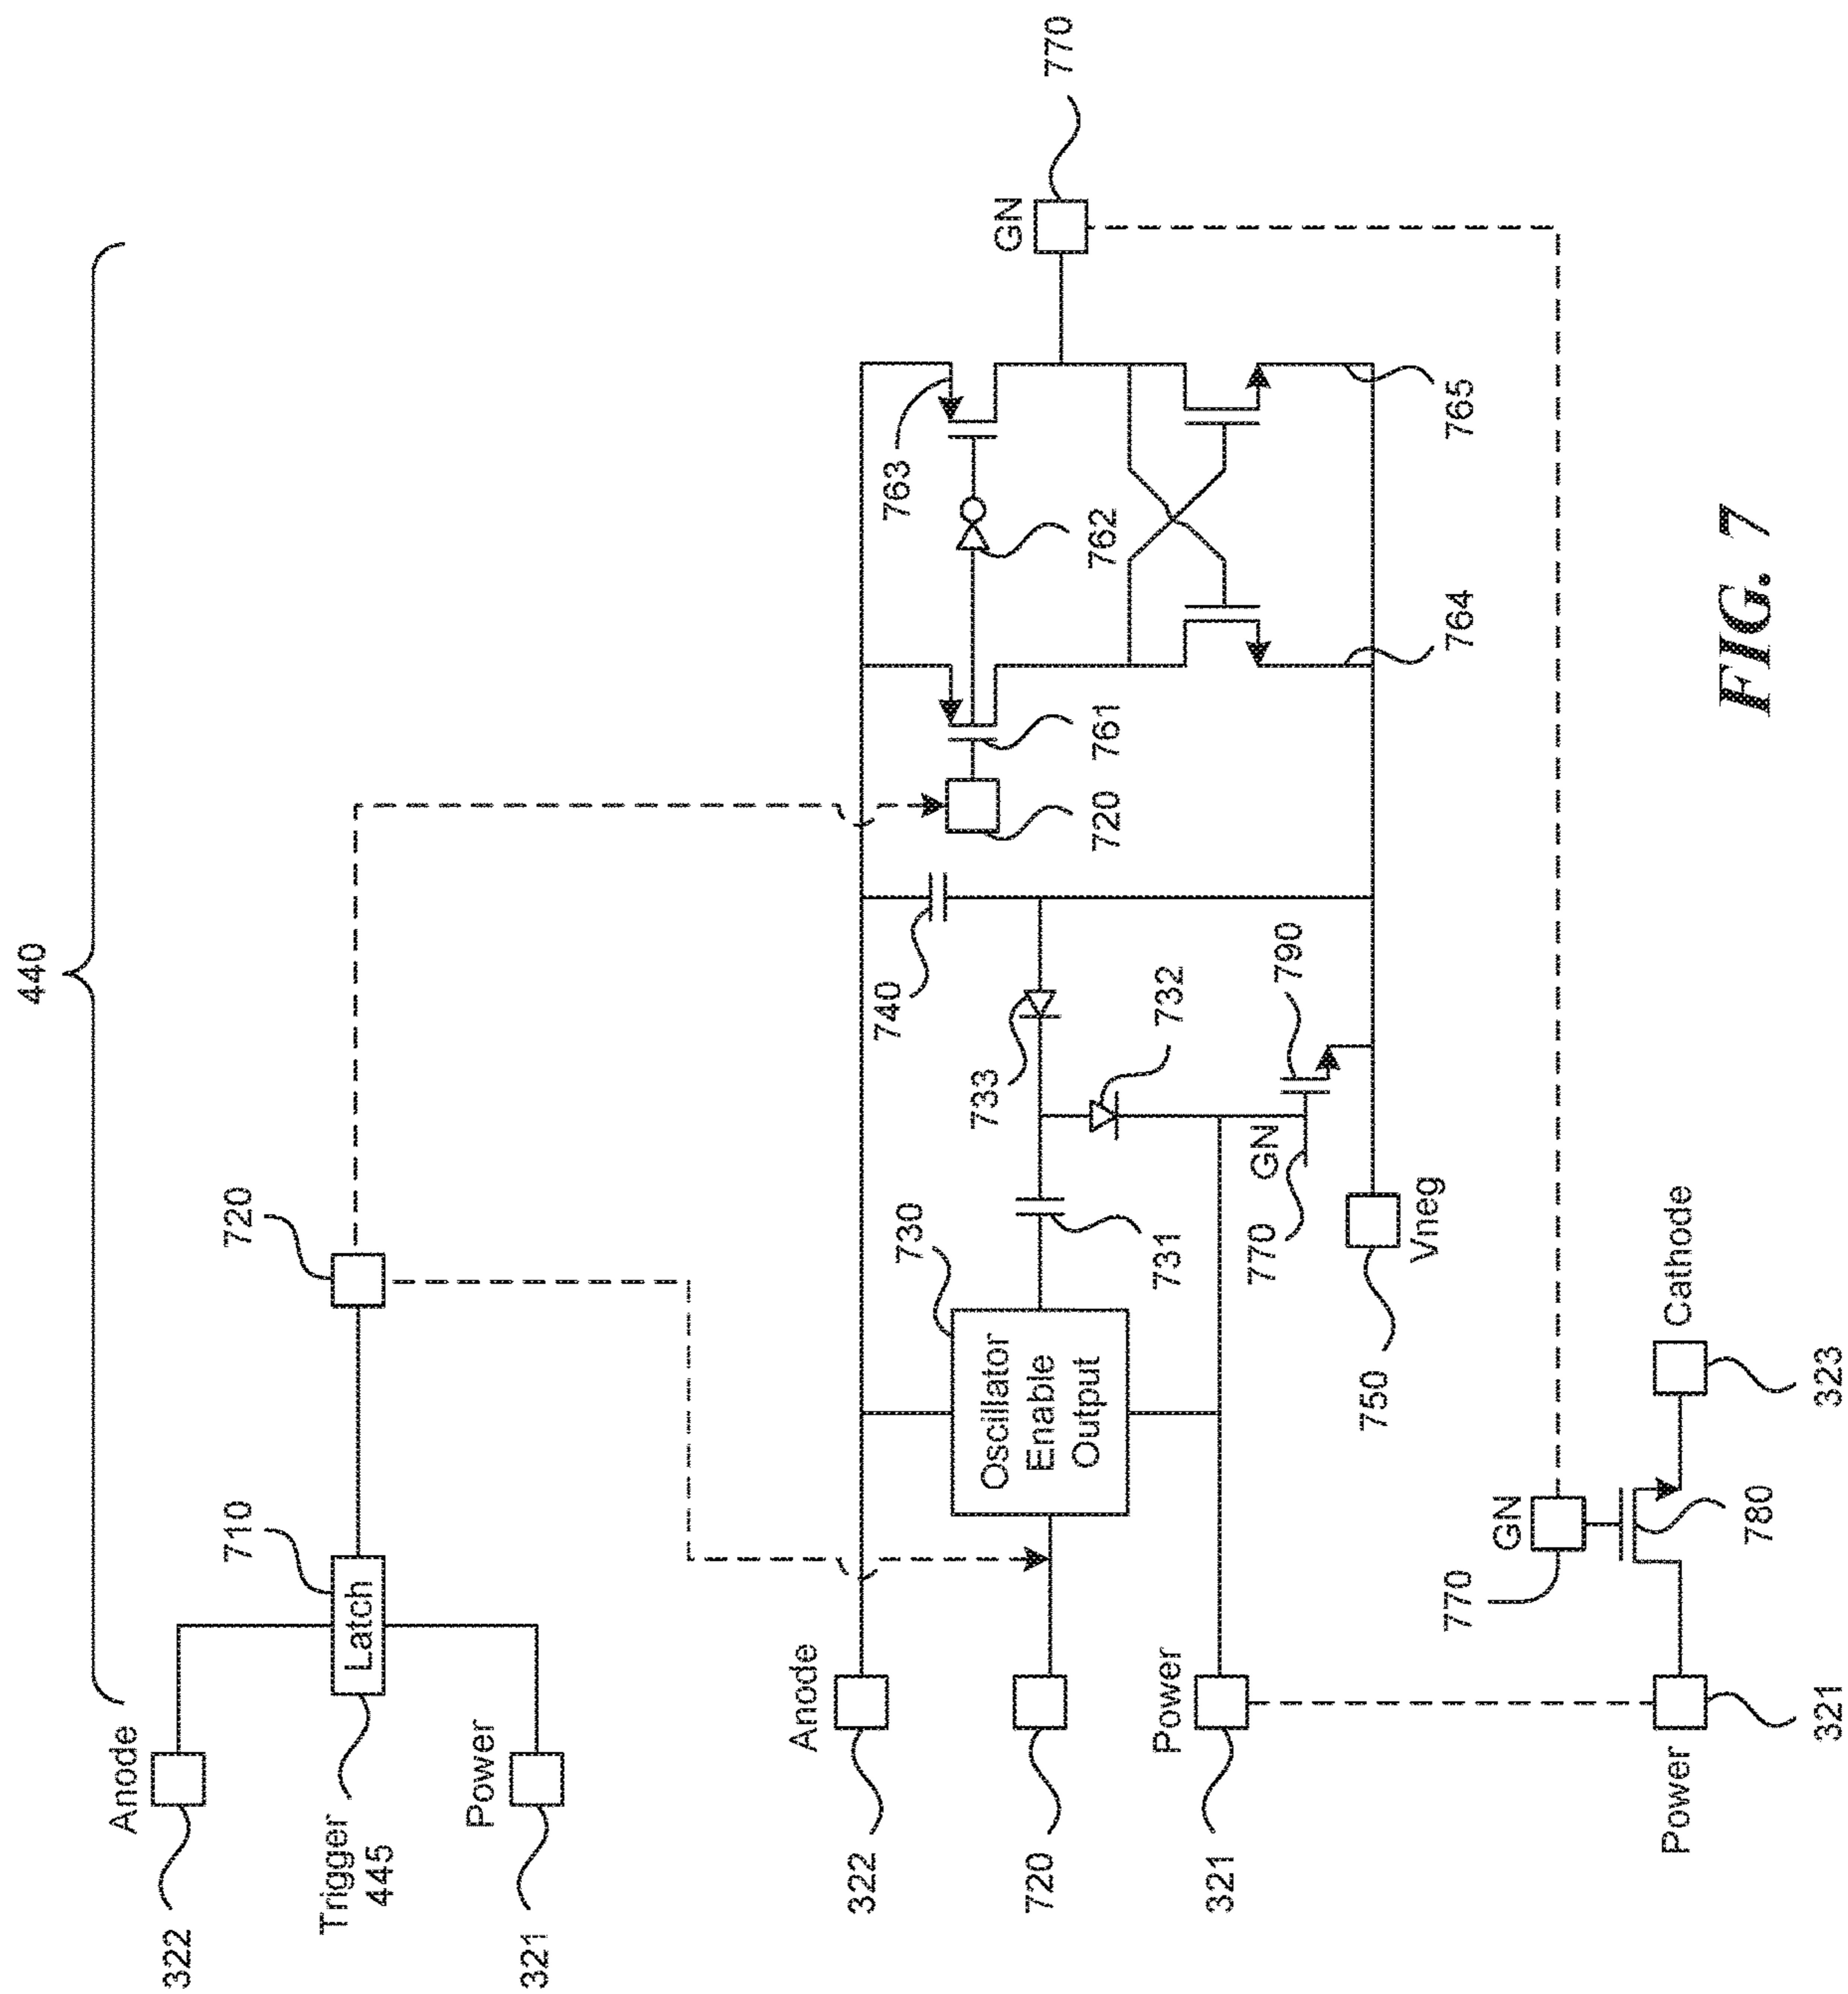 440
Anode
322
Trigger
445
Latch
710
720
Power
321
Anode
322
720
Power
321
Oscillator
Enable
Output
730
731
732
733
740
GN
770
790
750
Vneg
720
761
762
763
764
765
GN
770
Power
321
GN
770
780
Cathode
323
FIG. 7